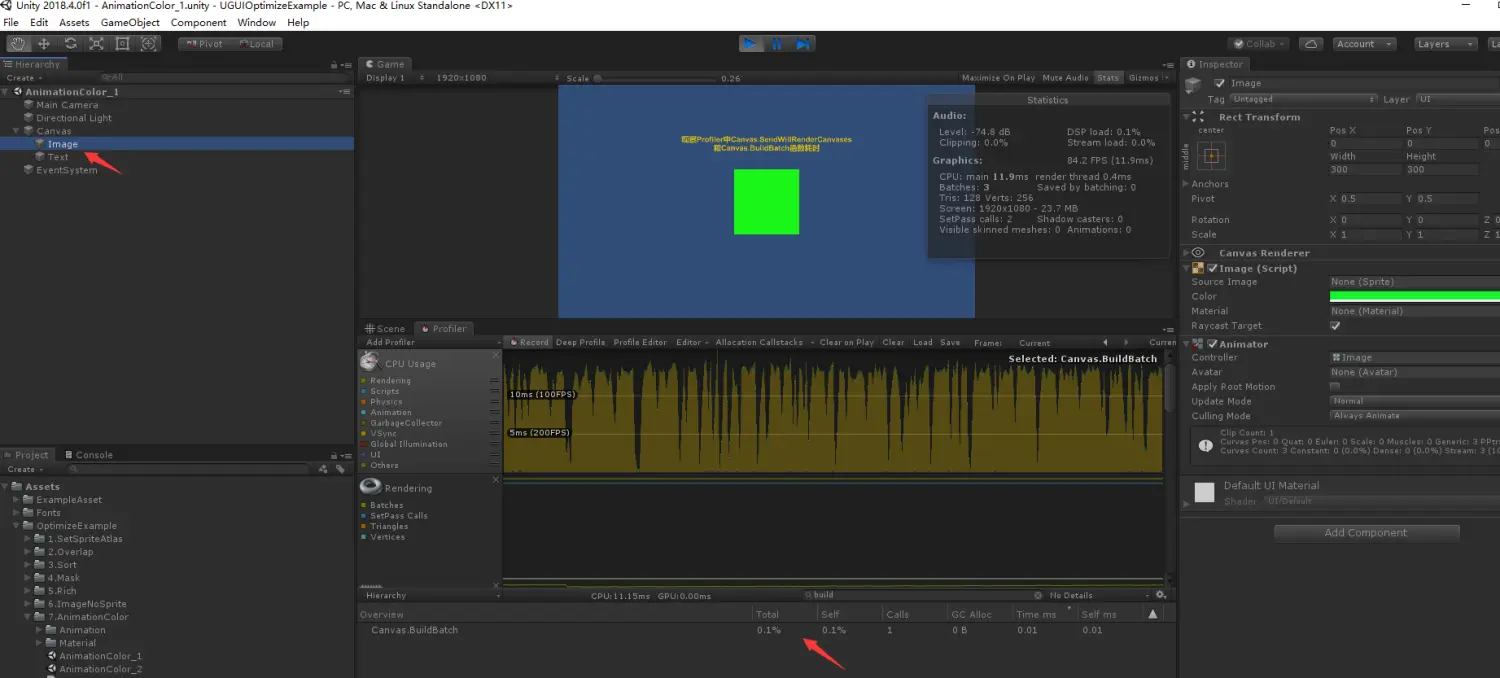 Unity 2018.4.0f1 - AnimationColor_1.unity - UGUIOptimizeExample - PC, Mac & Linux Standalone <DX11>
File Edit Assets GameObject Component Window Help
Pivot Local
Collab Account Layers
Hierarchy
Create All
AnimationColor_1
Main Camera
Directional Light
Canvas
Image
Text
EventSystem
Game
Display 1 1920x1080 Scale 0.26 Maximize On Play Mute Audio Stats Gizmos
观察Profiler中Canvas.SendWillRenderCanvases
和Canvas.BuildBatch函数耗时
Statistics
Audio:
Level: -74.8 dB DSP load: 0.1%
Clipping: 0.0% Stream load: 0.0%
Graphics: 84.2 FPS (11.9ms)
CPU: main 11.9ms render thread 0.4ms
Batches: 3 Saved by batching: 0
Tris: 128 Verts: 256
Screen: 1920x1080 - 23.7 MB
SetPass calls: 2 Shadow casters: 0
Visible skinned meshes: 0 Animations: 0
Inspector
Image
Tag Untagged Layer UI
Rect Transform
center Pos X Pos Y Pos
middle 0 0 0
Width Height
300 300
Anchors
Pivot X 0.5 Y 0.5
Rotation X 0 Y 0 Z 0
Scale X 1 Y 1 Z 1
Canvas Renderer
Image (Script)
Source Image None (Sprite)
Color
Material None (Material)
Raycast Target
Animator
Controller Image
Avatar None (Avatar)
Apply Root Motion
Update Mode Normal
Culling Mode Always Animate
Clip Count: 1
Curves Pos: 0 Quat: 0 Euler: 0 Scale: 0 Muscles: 0 Generic: 3 PPtr
Curves Count: 3 Constant: 0 (0.0%) Dense: 0 (0.0%) Stream: 3 (10
Default UI Material
Shader UI/Default
Add Component
Scene Profiler
Add Profiler Record Deep Profile Profile Editor Editor Allocation Callstacks Clear on Play Clear Load Save Frame: Current Curren
CPU Usage
Rendering
Scripts
Physics
Animation
GarbageCollector
VSync
Global Illumination
UI
Others
Selected: Canvas.BuildBatch
10ms (100FPS)
5ms (200FPS)
Rendering
Batches
SetPass Calls
Triangles
Vertices
Hierarchy CPU:11.15ms GPU:0.00ms build No Details
Overview Total Self Calls GC Alloc Time ms Self ms
Canvas.BuildBatch 0.1% 0.1% 1 0 B 0.01 0.01
Project Console
Create
Assets
ExampleAsset
Fonts
OptimizeExample
1.SetSpriteAtlas
2.Overlap
3.Sort
4.Mask
5.Rich
6.ImageNoSprite
7.AnimationColor
Animation
Material
AnimationColor_1
AnimationColor_2